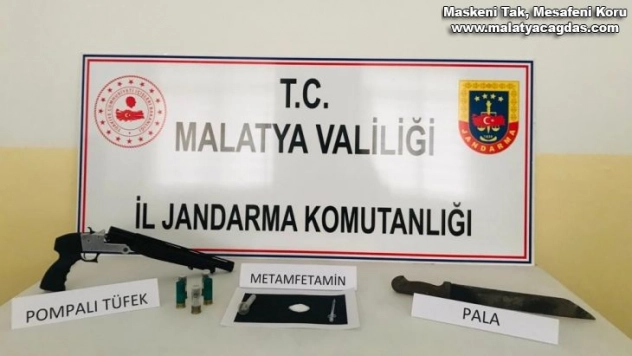 Maskeni Tak, Mesafeni Koru
www.malatyacagdas.com
T.C.
MALATYA VALİLİĞİ
İL JANDARMA KOMUTANLIĞI
JANDARMA
POMPALI TÜFEK
METAMFETAMİN
PALA